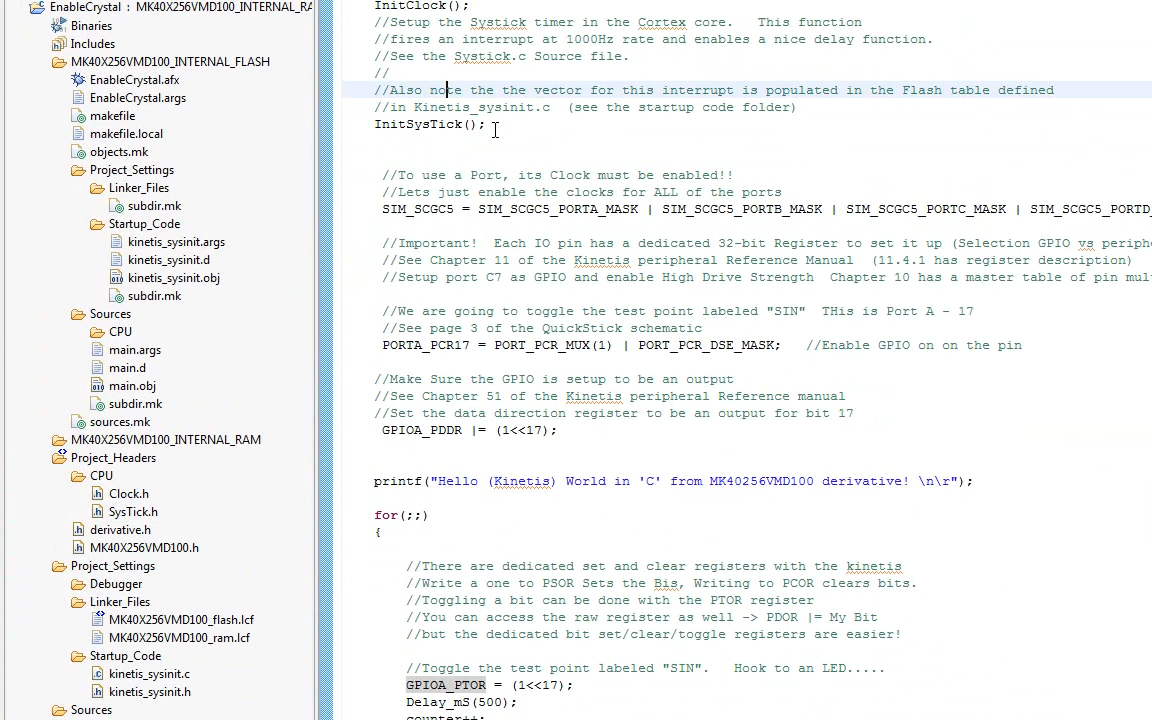 EnableCrystal : MK40X256VMD100_INTERNAL_RA
Binaries
Includes
MK40X256VMD100_INTERNAL_FLASH
EnableCrystal.afx
EnableCrystal.args
makefile
makefile.local
objects.mk
Project_Settings
Linker_Files
subdir.mk
Startup_Code
kinetis_sysinit.args
kinetis_sysinit.d
kinetis_sysinit.obj
subdir.mk
Sources
CPU
main.args
main.d
main.obj
subdir.mk
sources.mk
MK40X256VMD100_INTERNAL_RAM
Project_Headers
CPU
Clock.h
SysTick.h
derivative.h
MK40X256VMD100.h
Project_Settings
Debugger
Linker_Files
MK40X256VMD100_flash.lcf
MK40X256VMD100_ram.lcf
Startup_Code
kinetis_sysinit.c
kinetis_sysinit.h
Sources
InitClock();
//Setup the Systick timer in the Cortex core.   This function
//fires an interrupt at 1000Hz rate and enables a nice delay function.
//See the Systick.c Source file.
//
//Also note the the vector for this interrupt is populated in the Flash table defined
//in Kinetis_sysinit.c  (see the startup code folder)
InitSysTick();
//To use a Port, its Clock must be enabled!!
//Lets just enable the clocks for ALL of the ports
SIM_SCGC5 = SIM_SCGC5_PORTA_MASK | SIM_SCGC5_PORTB_MASK | SIM_SCGC5_PORTC_MASK | SIM_SCGC5_PORTD_
//Important!  Each IO pin has a dedicated 32-bit Register to set it up (Selection GPIO vs periphe
//See Chapter 11 of the Kinetis peripheral Reference Manual  (11.4.1 has register description)
//Setup port C7 as GPIO and enable High Drive Strength  Chapter 10 has a master table of pin mul
//We are going to toggle the test point labeled "SIN"  THis is Port A - 17
//See page 3 of the QuickStick schematic
PORTA_PCR17 = PORT_PCR_MUX(1) | PORT_PCR_DSE_MASK;   //Enable GPIO on on the pin
//Make Sure the GPIO is setup to be an output
//See Chapter 51 of the Kinetis peripheral Reference manual
//Set the data direction register to be an output for bit 17
GPIOA_PDDR |= (1<<17);
printf("Hello (Kinetis) World in 'C' from MK40256VMD100 derivative! \n\r");
for(;;)
{
//There are dedicated set and clear registers with the kinetis
//Write a one to PSOR Sets the Bis, Writing to PCOR clears bits.
//Toggling a bit can be done with the PTOR register
//You can access the raw register as well -> PDOR |= My Bit
//but the dedicated bit set/clear/toggle registers are easier!
//Toggle the test point labeled "SIN".   Hook to an LED.....
GPIOA_PTOR = (1<<17);
Delay_mS(500);
counter++;